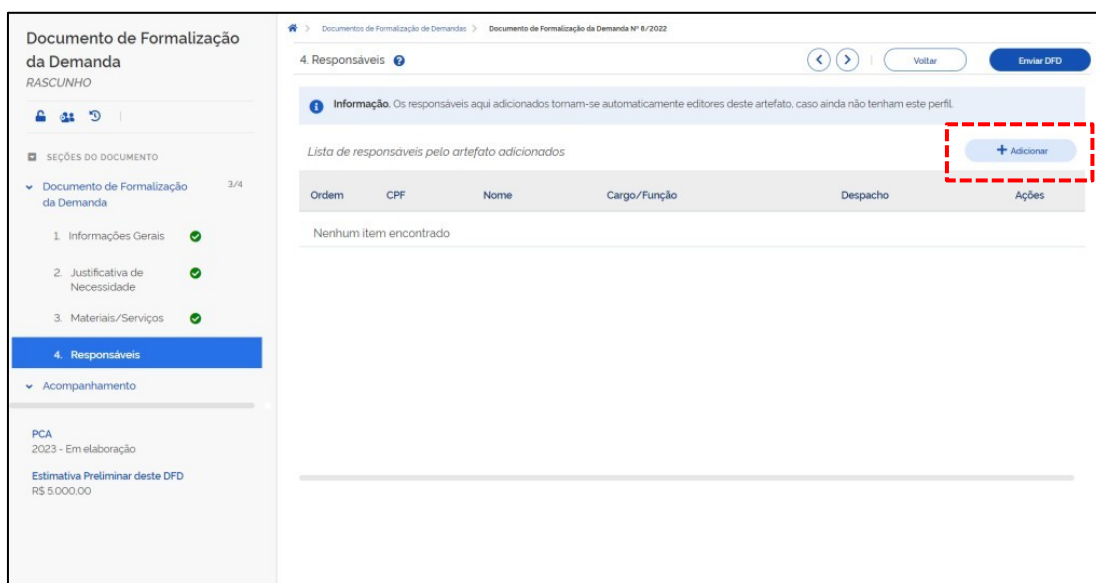 Documento de Formalização
da Demanda
RASCUNHO
SEÇÕES DO DOCUMENTO
Documento de Formalização 3/4
da Demanda
1. Informações Gerais
2. Justificativa de
Necessidade
3. Materiais/Serviços
4. Responsáveis
Acompanhamento
PCA
2023 - Em elaboração
Estimativa Preliminar deste DFD
R$ 5.000,00
> Documentos de Formalização de Demandas > Documento de Formalização da Demanda Nº 6/2022
4. Responsáveis
Voltar
Enviar DFD
Informação. Os responsáveis aqui adicionados tornam-se automaticamente editores deste artefato, caso ainda não tenham este perfil.
Lista de responsáveis pelo artefato adicionados
+ Adicionar
Ordem CPF Nome Cargo/Função Despacho Ações
Nenhum item encontrado